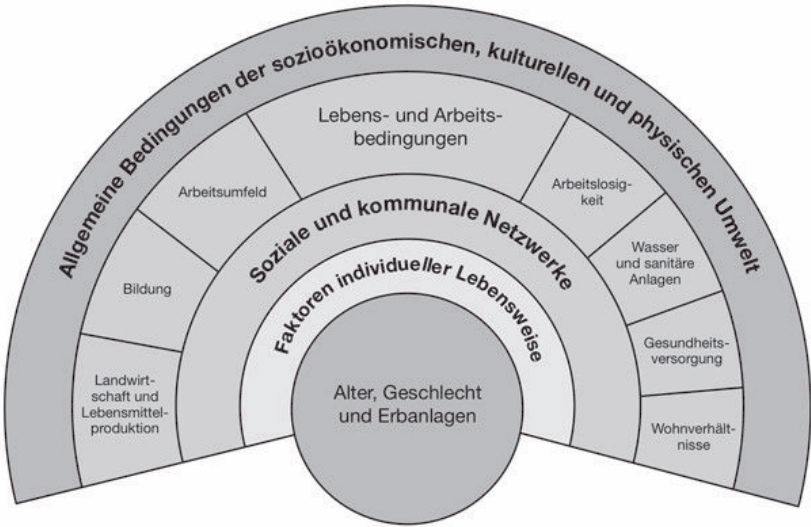 Allgemeine Bedingungen der sozioökonomischen, kulturellen und physischen Umwelt
Lebens- und Arbeits-
bedingungen
Arbeitsumfeld
Bildung
Landwirt-
schaft und
Lebensmittel-
produktion
Arbeitslosig-
keit
Wasser
und sanitäre
Anlagen
Gesundheits-
versorgung
Wohnverhält-
nisse
Soziale und kommunale Netzwerke
Faktoren individueller Lebensweise
Alter, Geschlecht
und Erbanlagen